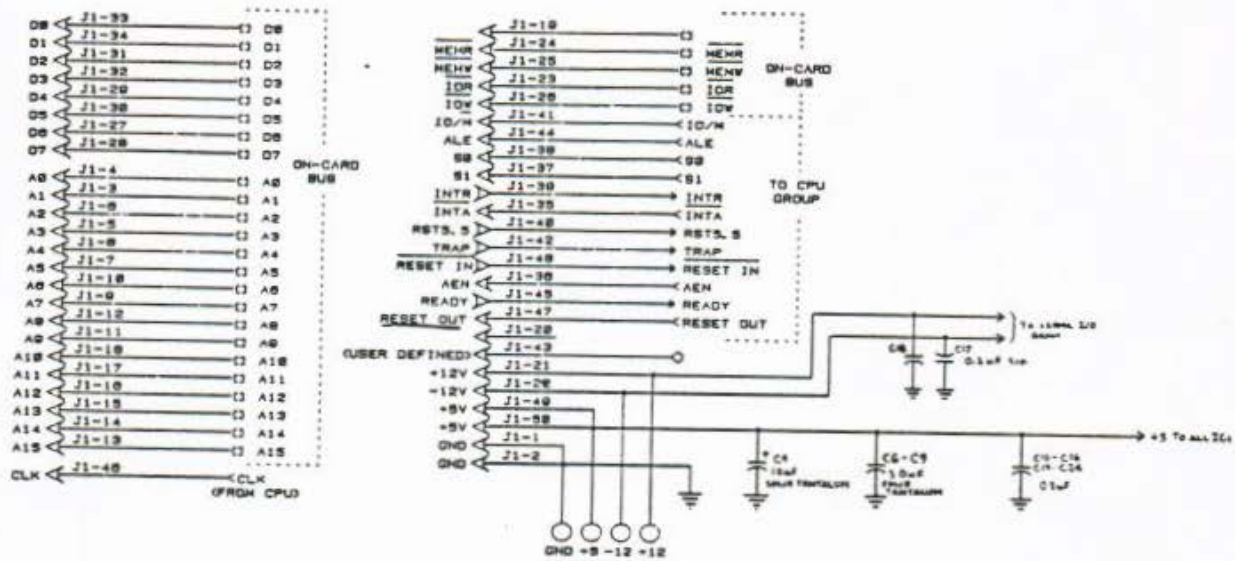 D0 J1-33 D0
D1 J1-34 D1
D2 J1-31 D2
D3 J1-32 D3
D4 J1-29 D4
D5 J1-30 D5
D6 J1-27 D6
D7 J1-28 D7
A0 J1-4 A0
A1 J1-3 A1
A2 J1-6 A2
A3 J1-5 A3
A4 J1-8 A4
A5 J1-7 A5
A6 J1-10 A6
A7 J1-9 A7
A8 J1-12 A8
A9 J1-11 A9
A10 J1-18 A10
A11 J1-17 A11
A12 J1-16 A12
A13 J1-15 A13
A14 J1-14 A14
A15 J1-13 A15
ON-CARD
BUS
CLK J1-46 CLK
(FROM CPU)
J1-19
MEMR J1-24 MEMR
MEMW J1-25 MEMW
IOR J1-23 IOR
IOW J1-26 IOW
ON-CARD
BUS
IO/M J1-41 IO/M
ALE J1-44 ALE
S0 J1-38 S0
S1 J1-37 S1
INTR J1-39 INTR
INTA J1-35 INTA
RST5.5 J1-40 RST5.5
TRAP J1-42 TRAP
RESET IN J1-48 RESET IN
AEN J1-36 AEN
READY J1-45 READY
RESET OUT J1-47 RESET OUT
TO CPU
GROUP
J1-22
(USER DEFINED) J1-43
+12V J1-21
-12V J1-20
+5V J1-49
+5V J1-50
GND J1-1
GND J1-2
GND +5 -12 +12
C18
C17
TO
I/O
+5 TO ALL ICs
C6-C9
TANTALUM
TANTALUM